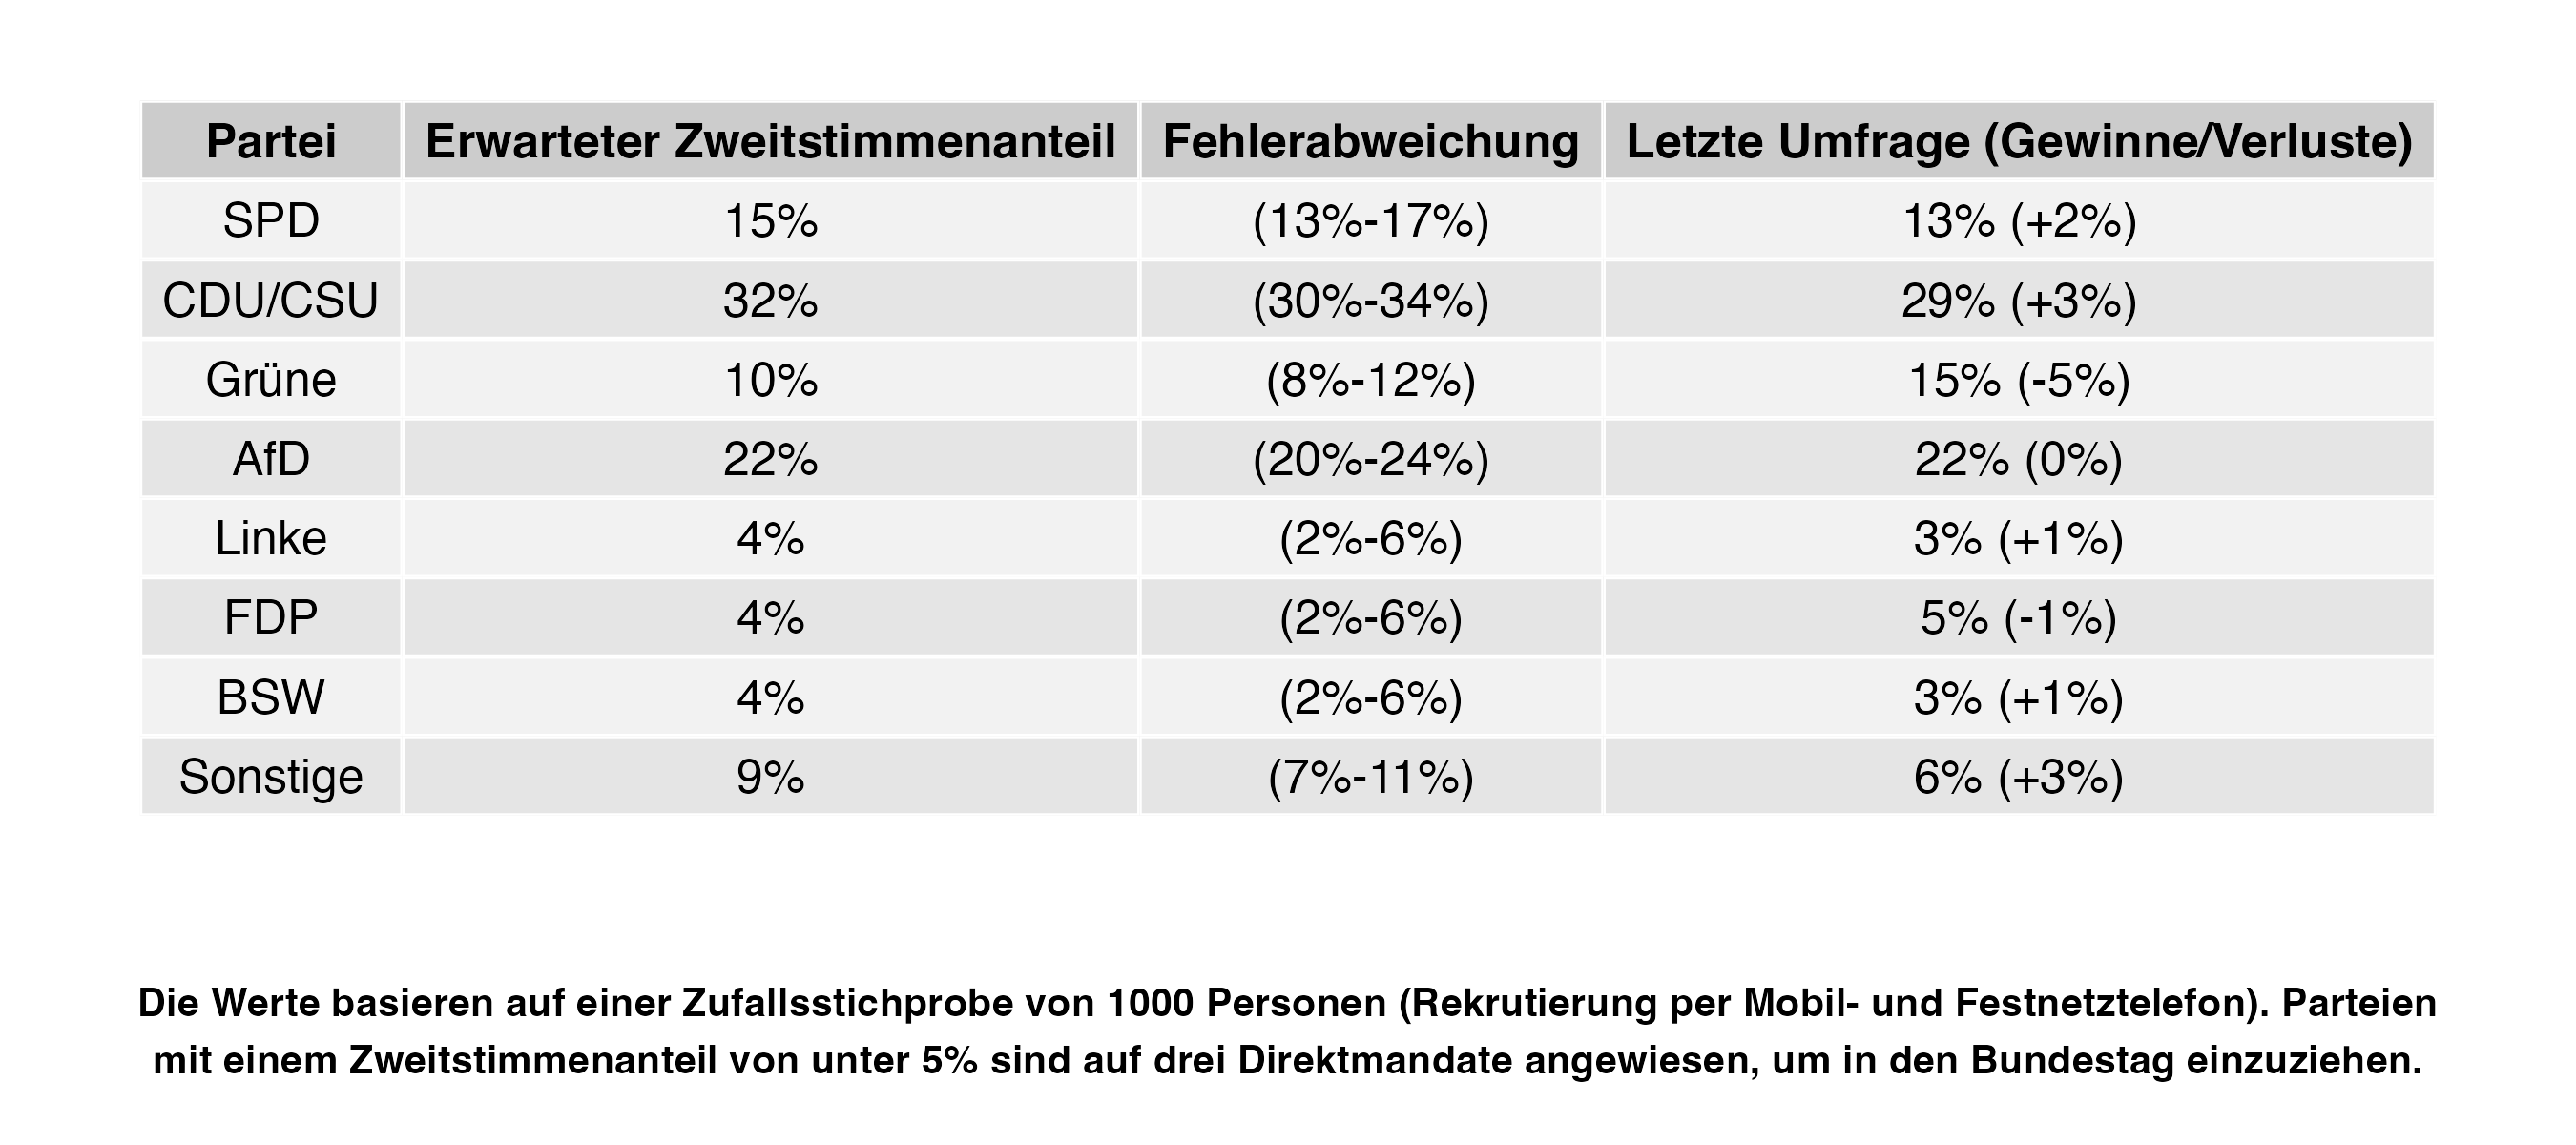 Partei Erwarteter Zweitstimmenanteil Fehlerabweichung Letzte Umfrage (Gewinne/Verluste)
SPD 15% (13%-17%) 13% (+2%)
CDU/CSU 32% (30%-34%) 29% (+3%)
Grüne 10% (8%-12%) 15% (-5%)
AfD 22% (20%-24%) 22% (0%)
Linke 4% (2%-6%) 3% (+1%)
FDP 4% (2%-6%) 5% (-1%)
BSW 4% (2%-6%) 3% (+1%)
Sonstige 9% (7%-11%) 6% (+3%)
Die Werte basieren auf einer Zufallsstichprobe von 1000 Personen (Rekrutierung per Mobil- und Festnetztelefon). Parteien
mit einem Zweitstimmenanteil von unter 5% sind auf drei Direktmandate angewiesen, um in den Bundestag einzuziehen.